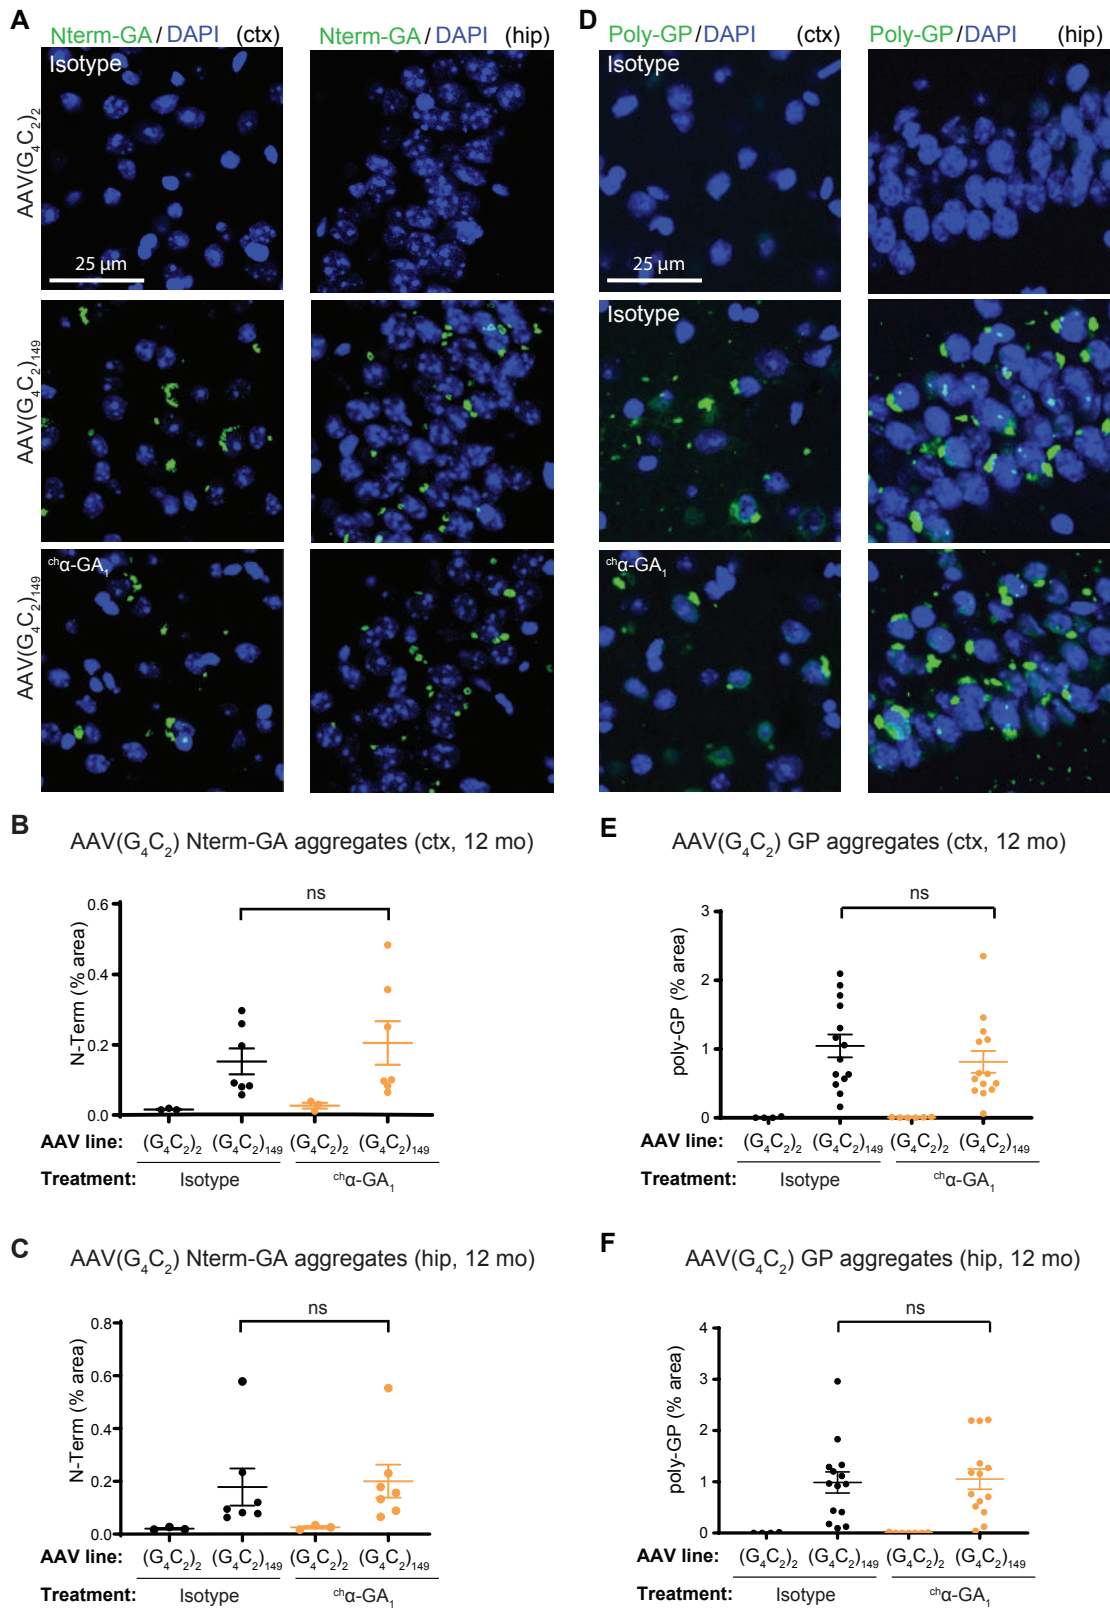 A
Nterm-GA/DAPI (ctx)
Nterm-GA/DAPI (hip)
Isotype
AAV(G4C2)2
25 µm
AAV(G4C2)149
chα-GA1
AAV(G4C2)149
D
Poly-GP/DAPI (ctx)
Poly-GP/DAPI (hip)
Isotype
25 µm
Isotype
chα-GA1
B
AAV(G4C2) Nterm-GA aggregates (ctx, 12 mo)
ns
N-Term (% area)
0.6
0.4
0.2
0.0
AAV line: (G4C2)2 (G4C2)149 (G4C2)2 (G4C2)149
Treatment: Isotype chα-GA1
E
AAV(G4C2) GP aggregates (ctx, 12 mo)
ns
poly-GP (% area)
3
2
1
0
AAV line: (G4C2)2 (G4C2)149 (G4C2)2 (G4C2)149
Treatment: Isotype chα-GA1
C
AAV(G4C2) Nterm-GA aggregates (hip, 12 mo)
ns
N-Term (% area)
0.8
0.6
0.4
0.2
0.0
AAV line: (G4C2)2 (G4C2)149 (G4C2)2 (G4C2)149
Treatment: Isotype chα-GA1
F
AAV(G4C2) GP aggregates (hip, 12 mo)
ns
poly-GP (% area)
4
3
2
1
0
AAV line: (G4C2)2 (G4C2)149 (G4C2)2 (G4C2)149
Treatment: Isotype chα-GA1